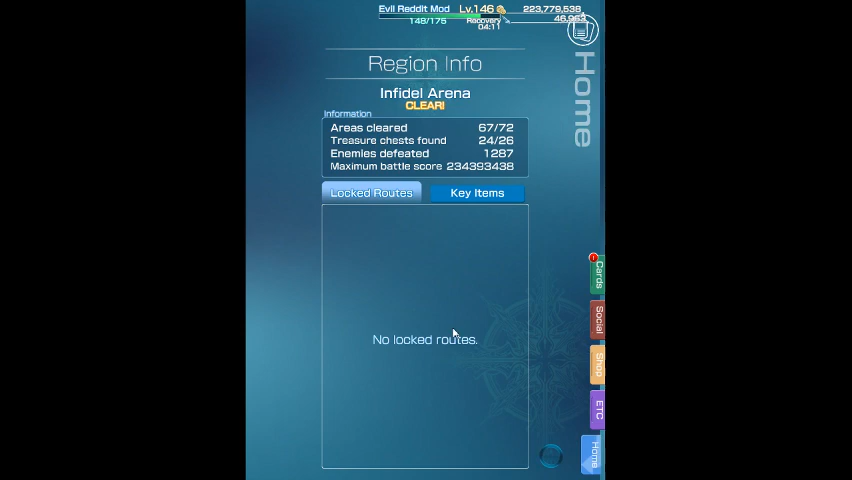 Evil Reddit Mod Lv.146 223,779,538
148/175 Recovery 46,963
04:11
Home
Region Info
Infidel Arena
CLEAR!
Information
Areas cleared 67/72
Treasure chests found 24/26
Enemies defeated 1287
Maximum battle score 234393438
Locked Routes Key Items
No locked routes.
Cards
Social
Shop
ETC
Home